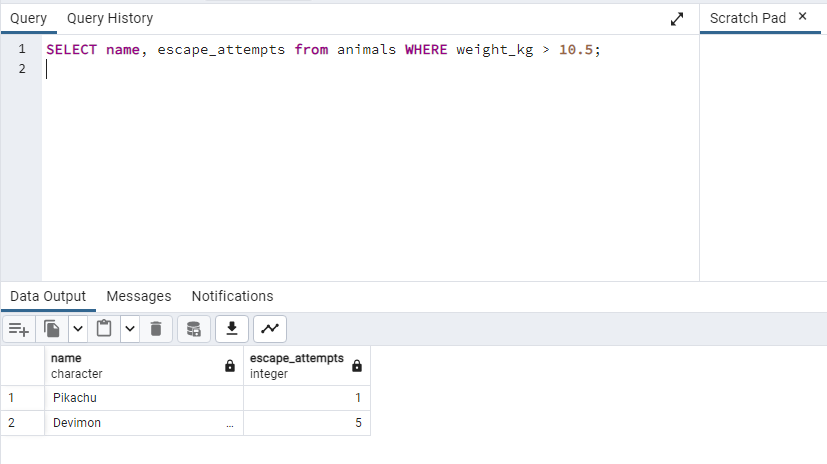 Query Query History Scratch Pad ×
1 SELECT name, escape_attempts from animals WHERE weight_kg > 10.5;
2
Data Output Messages Notifications
name escape_attempts
character integer
1 Pikachu 1
2 Devimon ... 5